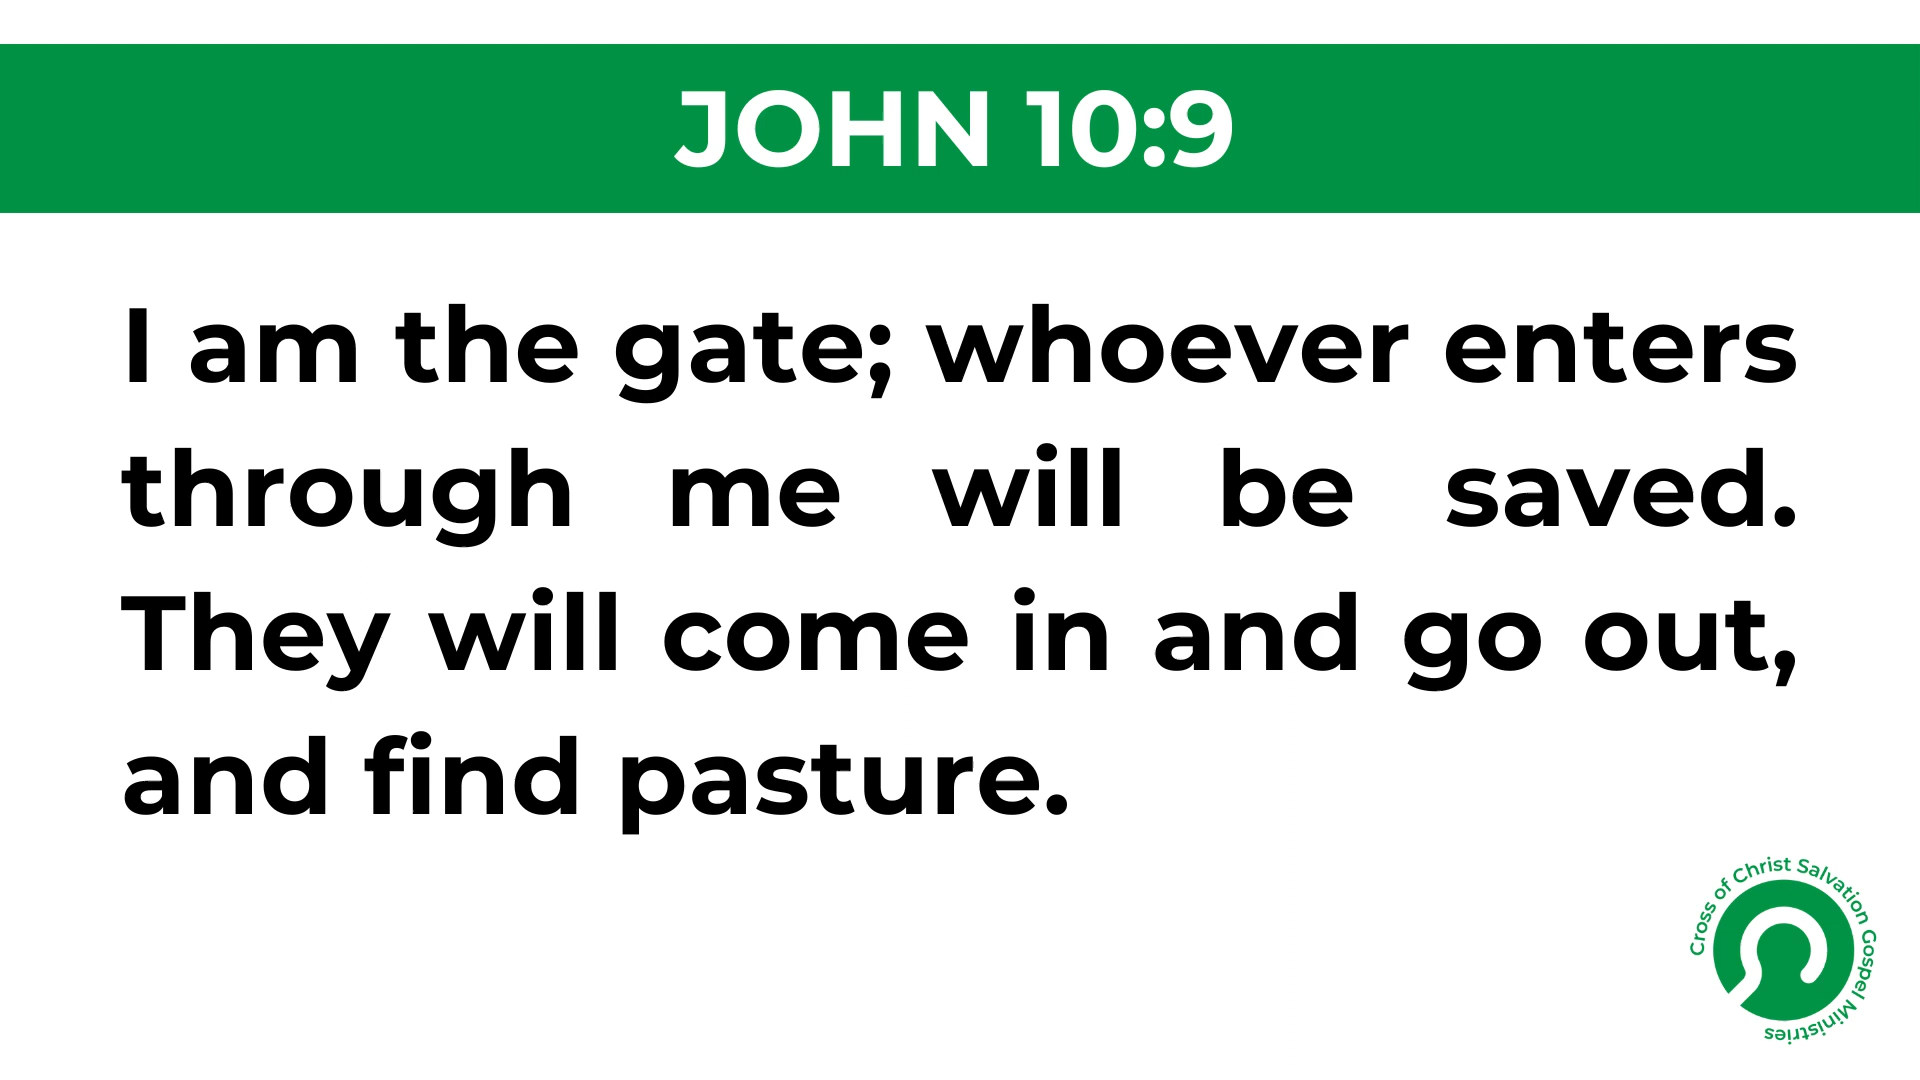 JOHN 10:9
I am the gate; whoever enters
through me will be saved.
They will come in and go out,
and find pasture.
Cross of Christ Salvation Gospel Ministries